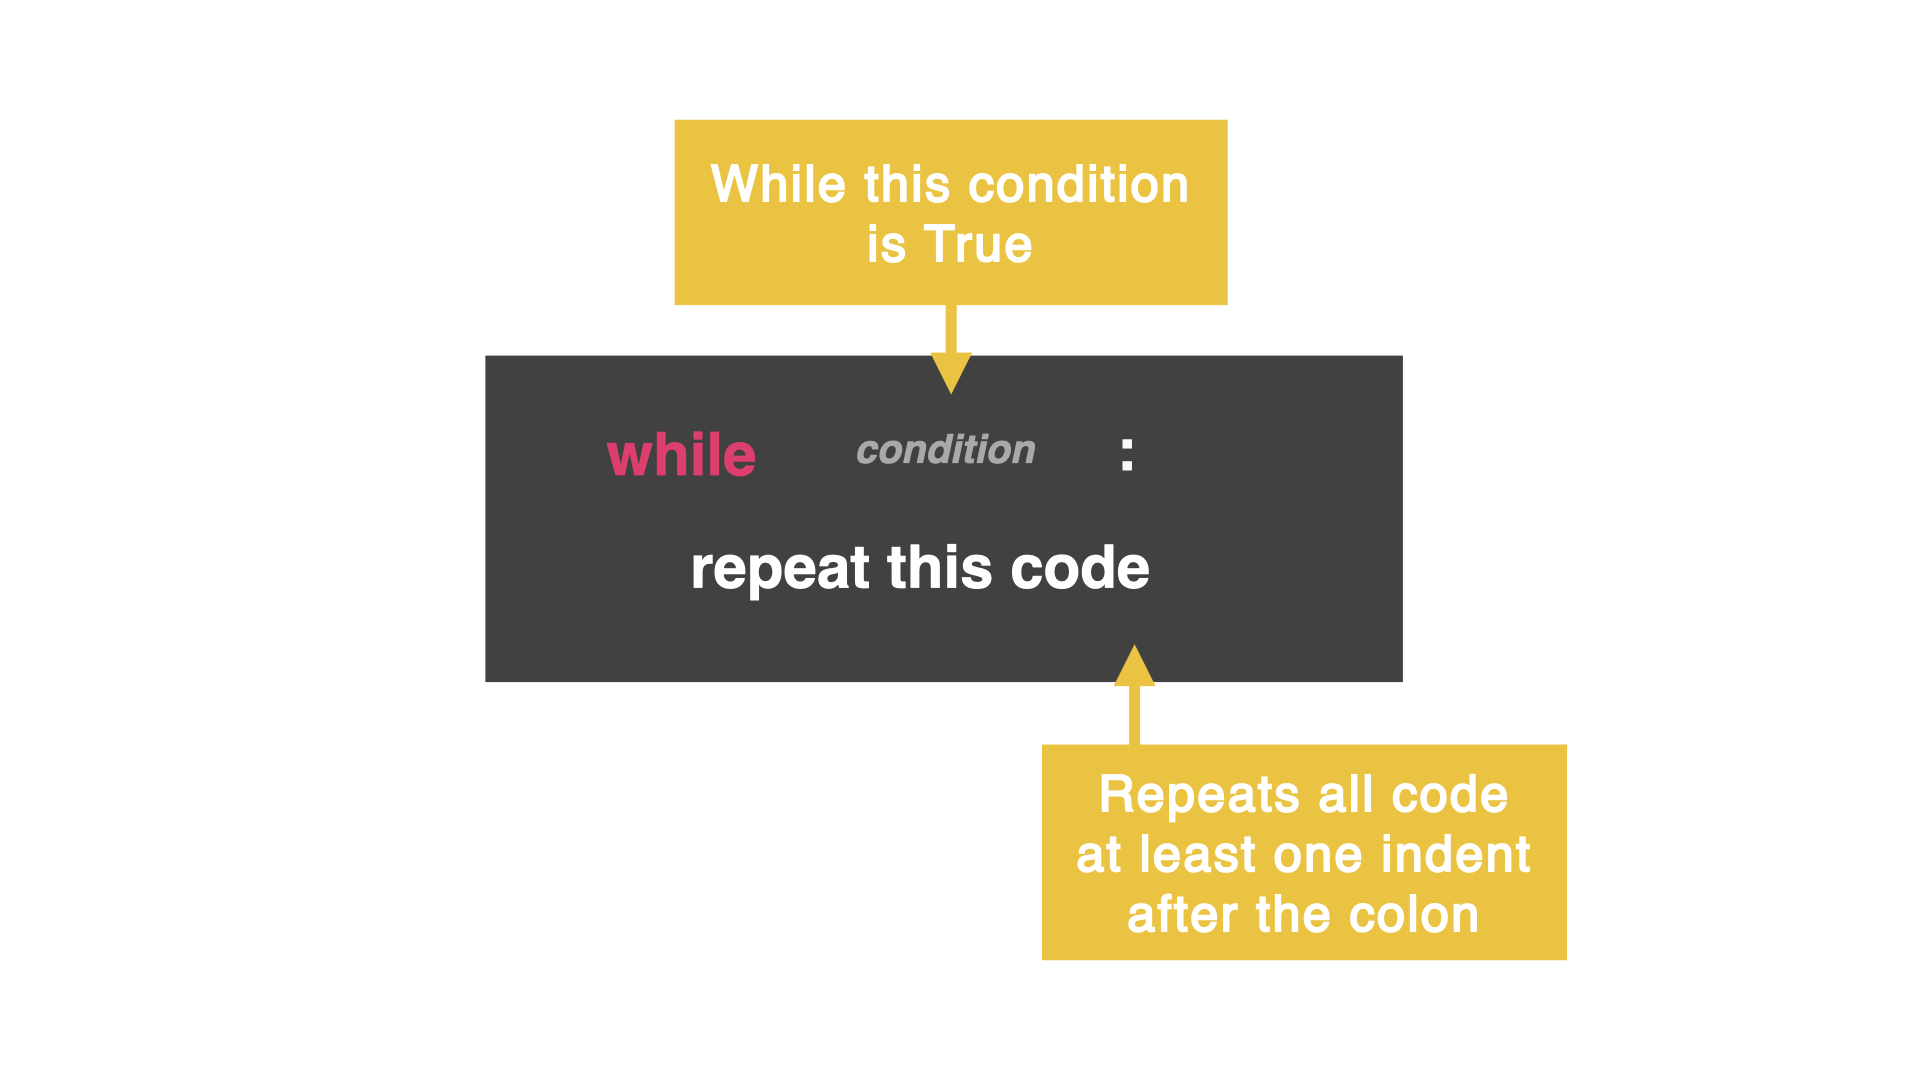 While this condition
is True
while condition :
repeat this code
Repeats all code
at least one indent
after the colon